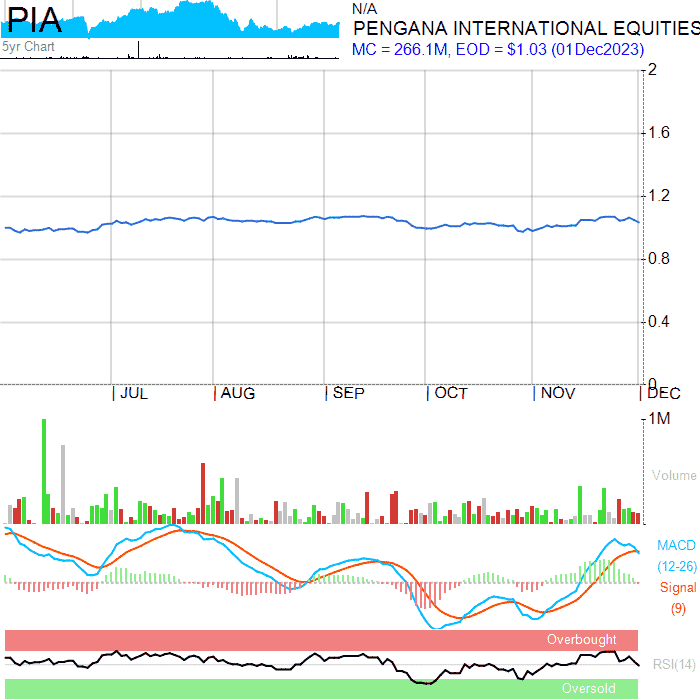 PIA
5yr Chart
N/A
PENGANA INTERNATIONAL EQUITIES
MC = 266.1M, EOD = $1.03 (01Dec2023)
2
1.6
1.2
0.8
0.4
0
JUL AUG SEP OCT NOV DEC
1M
Volume
MACD
(12-26)
Signal
(9)
Overbought
RSI(14)
Oversold